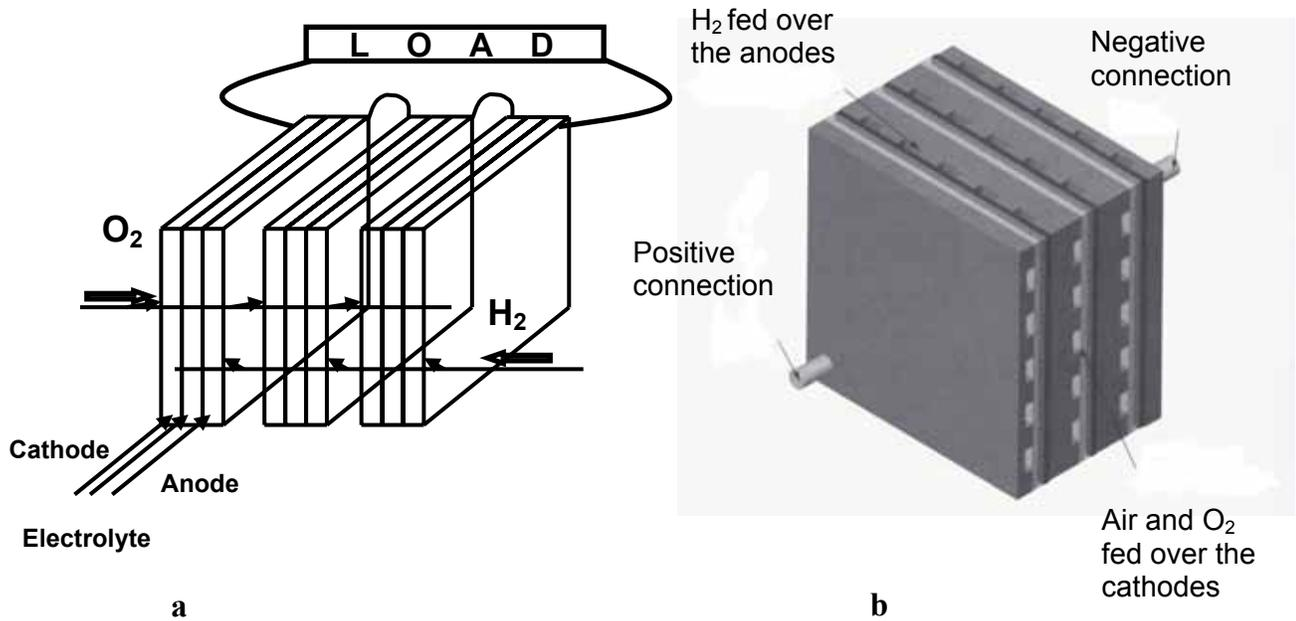 L O A D
O₂
H₂
Cathode
Anode
Electrolyte
a
H₂ fed over
the anodes
Negative
connection
Positive
connection
Air and O₂
fed over the
cathodes
b